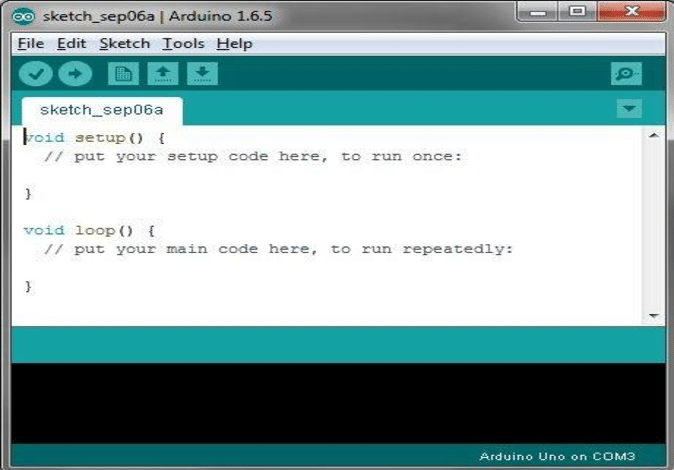 sketch_sep06a | Arduino 1.6.5
File Edit Sketch Tools Help
sketch_sep06a
void setup() {
  // put your setup code here, to run once:
}
void loop() {
  // put your main code here, to run repeatedly:
}
Arduino Uno on COM3